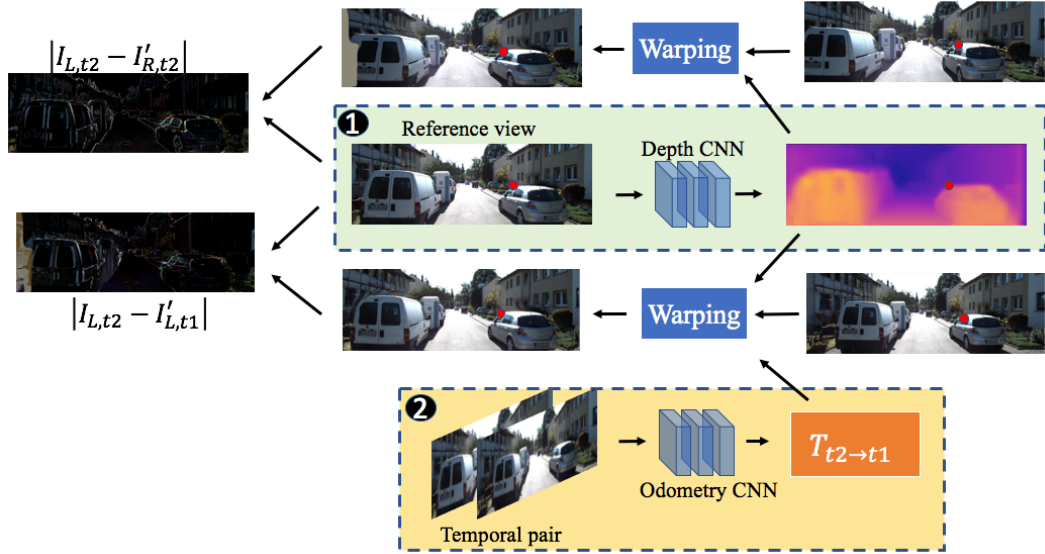 |I_{L,t2} − I'_{R,t2}|
Warping
1
Reference view
Depth CNN
|I_{L,t2} − I'_{L,t1}|
Warping
2
T_{t2→t1}
Odometry CNN
Temporal pair